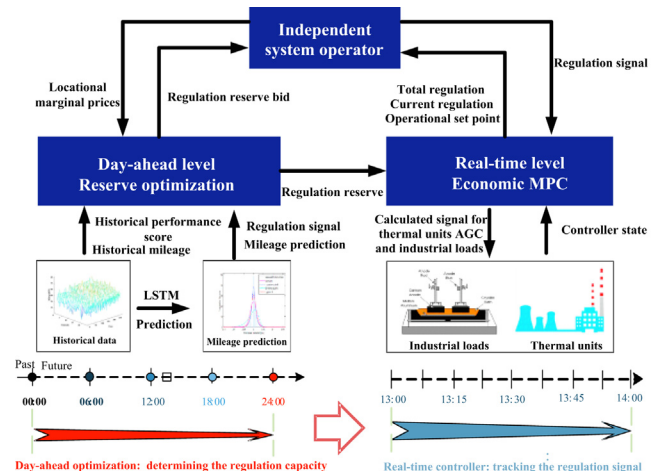 Independent
system operator
Locational
marginal prices
Regulation reserve bid
Total regulation
Current regulation
Operational set point
Regulation signal
Day-ahead level
Reserve optimization
Regulation reserve
Real-time level
Economic MPC
Historical performance
score
Historical mileage
Regulation signal
Mileage prediction
Calculated signal for
thermal units AGC
and industrial loads
Controller state
LSTM
Prediction
Historical data
Mileage prediction
Industrial loads
Thermal units
Past Future
00:00 06:00 12:00 18:00 24:00
13:00 13:15 13:30 13:45 14:00
Day-ahead optimization: determining the regulation capacity
Real-time controller: tracking the regulation signal